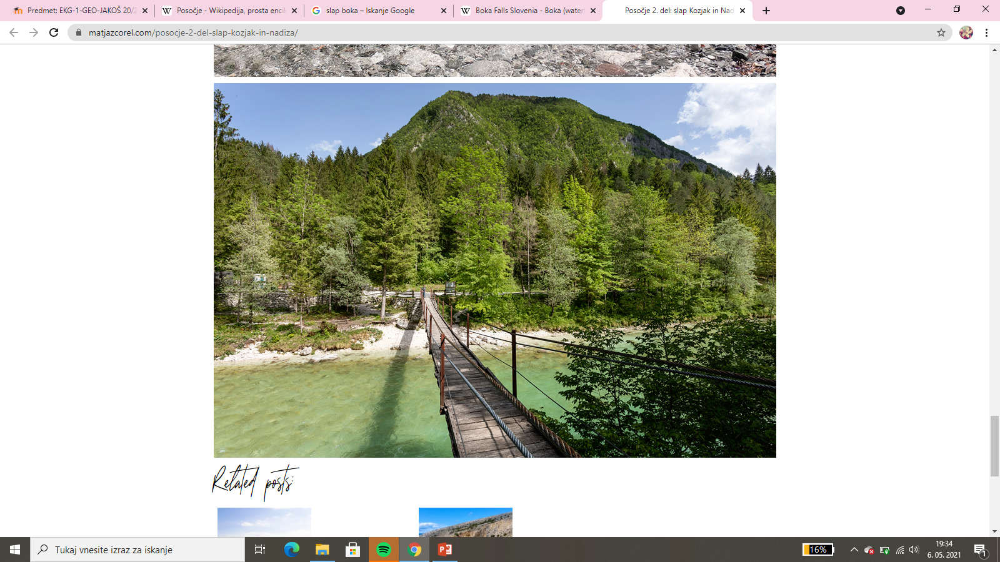 Predmet: EKG-1-GEO-JAKOŠ 20/2
Posočje - Wikipedija, prosta encik
slap boka – Iskanje Google
Boka Falls Slovenia - Boka (water
Posočje 2. del: slap Kozjak in Nad
matjazcorel.com/posocje-2-del-slap-kozjak-in-nadiza/
Related posts:
Tukaj vnesite izraz za iskanje
16%
19:34
6. 05. 2021
1